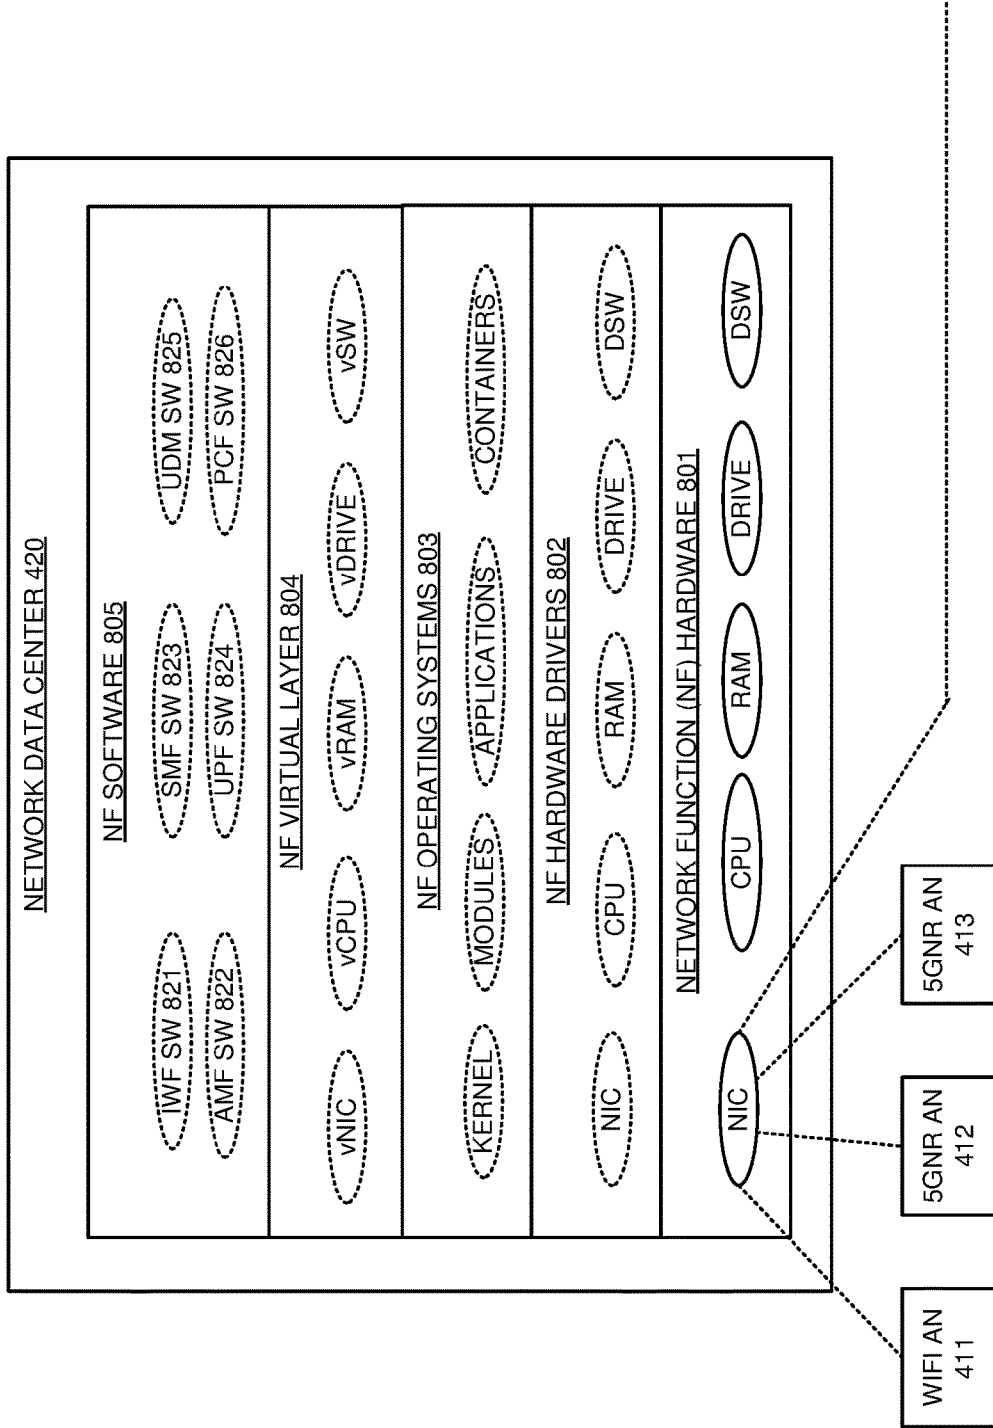 NETWORK DATA CENTER 420
NF SOFTWARE 805
IWF SW 821
SMF SW 823
UDM SW 825
AMF SW 822
UPF SW 824
PCF SW 826
NF VIRTUAL LAYER 804
vNIC
vCPU
vRAM
vDRIVE
vSW
NF OPERATING SYSTEMS 803
KERNEL
MODULES
APPLICATIONS
CONTAINERS
NF HARDWARE DRIVERS 802
NIC
CPU
RAM
DRIVE
DSW
NETWORK FUNCTION (NF) HARDWARE 801
NIC
CPU
RAM
DRIVE
DSW
WIFI AN
411
5GNR AN
412
5GNR AN
413